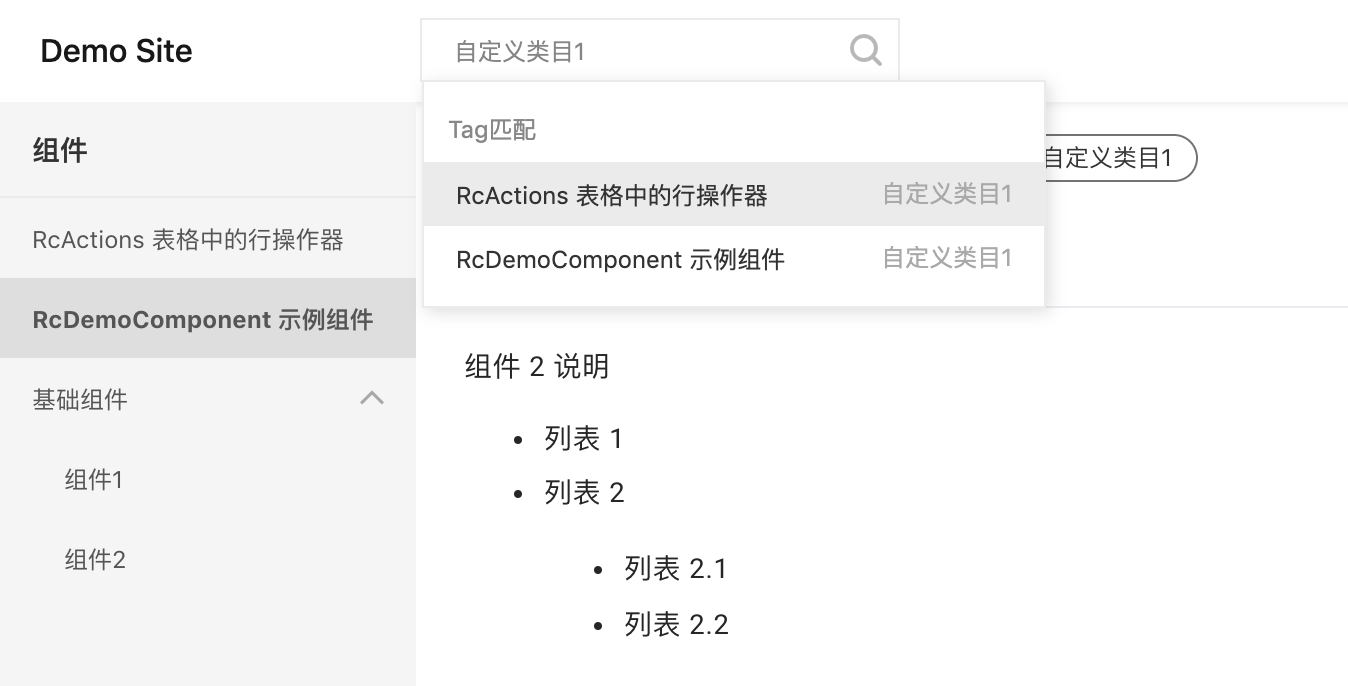 Demo Site
自定义类目1
Tag匹配
RcActions 表格中的行操作器 自定义类目1
RcDemoComponent 示例组件 自定义类目1
自定义类目1
组件
RcActions 表格中的行操作器
RcDemoComponent 示例组件
基础组件
组件1
组件2
组件 2 说明
• 列表 1
• 列表 2
• 列表 2.1
• 列表 2.2